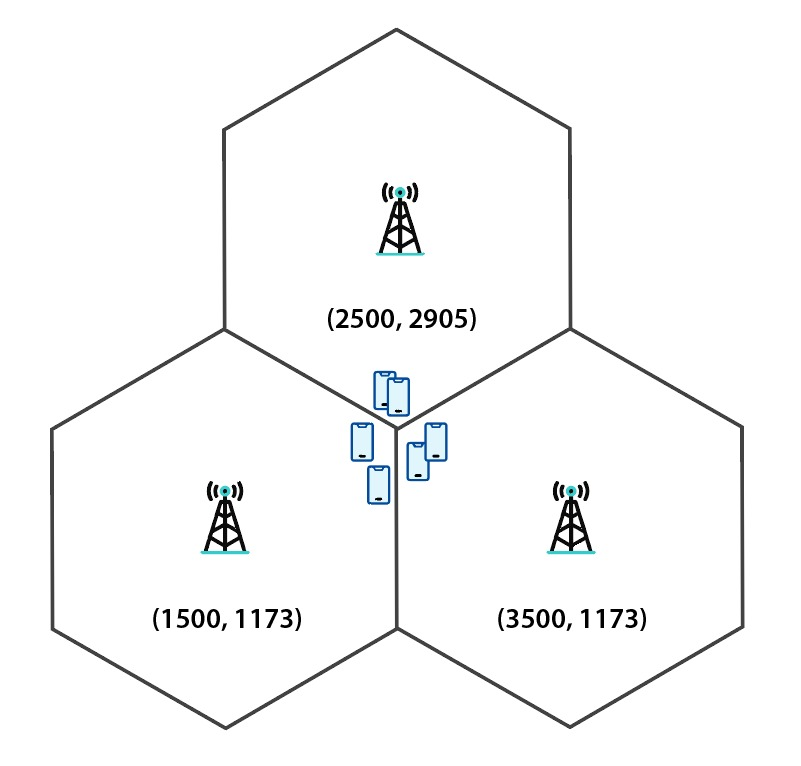 (2500, 2905)
(1500, 1173)
(3500, 1173)